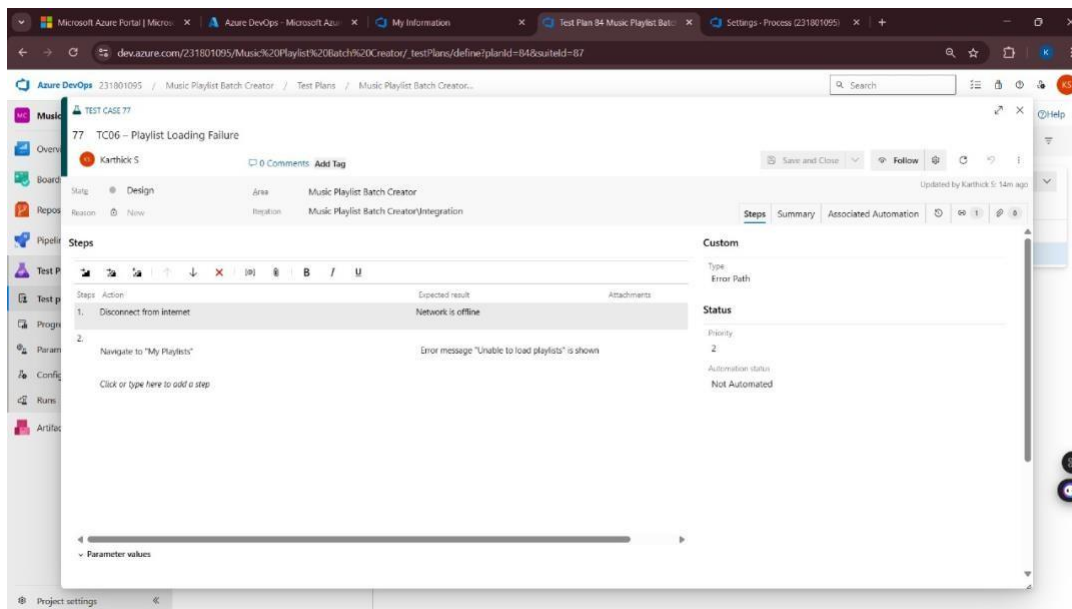 Microsoft Azure Portal | Micros
Azure DevOps - Microsoft Azu
My Information
Test Plan 84 Music Playlist Batc
Settings - Process (231801095)
dev.azure.com/231801095/Music%20Playlist%20Batch%20Creator/_testPlans/define?planId=84&suiteId=87
K
Azure DevOps 231801095 / Music Playlist Batch Creator / Test Plans / Music Playlist Batch Creator...
Search
KS
MC Music
TEST CASE 77
Help
77 TC06 – Playlist Loading Failure
Overv
Karthick S
0 Comments Add Tag
Save and Close
Follow
Board
State Design
Area Music Playlist Batch Creator
Updated by Karthick S: 14m ago
Repos
Reason New
Iteration Music Playlist Batch Creator\Integration
Steps Summary Associated Automation 1 0
Pipelin
Steps
Custom
Test P
B I U
Type
Error Path
Steps Action Expected result Attachments
Test p
1. Disconnect from internet Network is offline
Status
Progre
2.
Priority
Param
Navigate to "My Playlists" Error message "Unable to load playlists" is shown
2
Automation status
Config
Click or type here to add a step
Not Automated
Runs
Artifac
Parameter values
Project settings